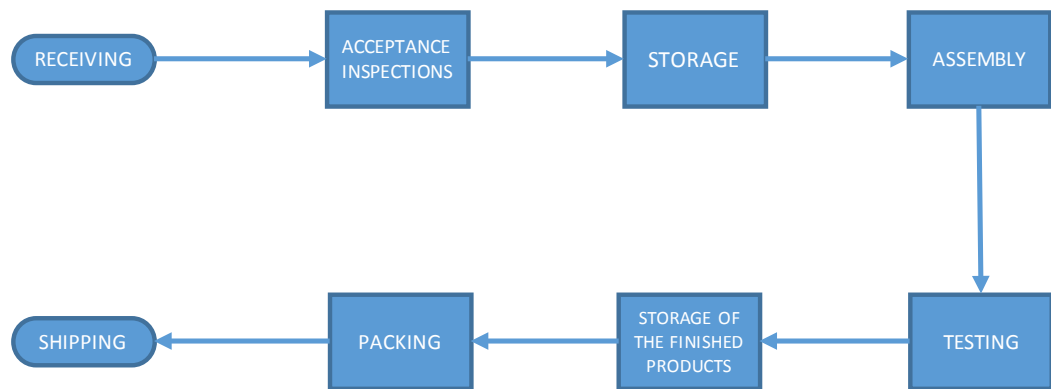 RECEIVING
ACCEPTANCE
INSPECTIONS
STORAGE
ASSEMBLY
SHIPPING
PACKING
STORAGE OF
THE FINISHED
PRODUCTS
TESTING